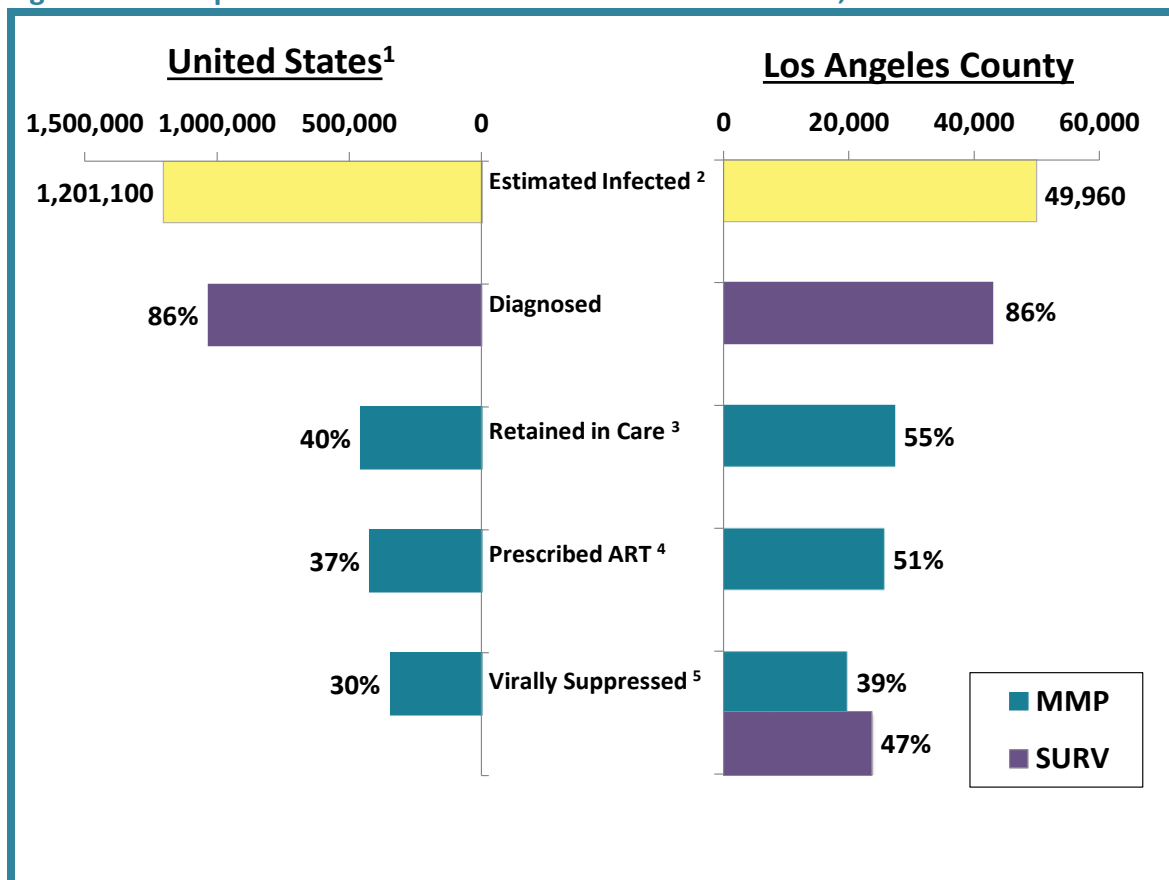 United States¹ Los Angeles County
1,500,000 1,000,000 500,000 0 0 20,000 40,000 60,000
1,201,100 Estimated Infected ² 49,960
86% Diagnosed 86%
40% Retained in Care ³ 55%
37% Prescribed ART ⁴ 51%
30% Virally Suppressed ⁵ 39%
47%
MMP
SURV